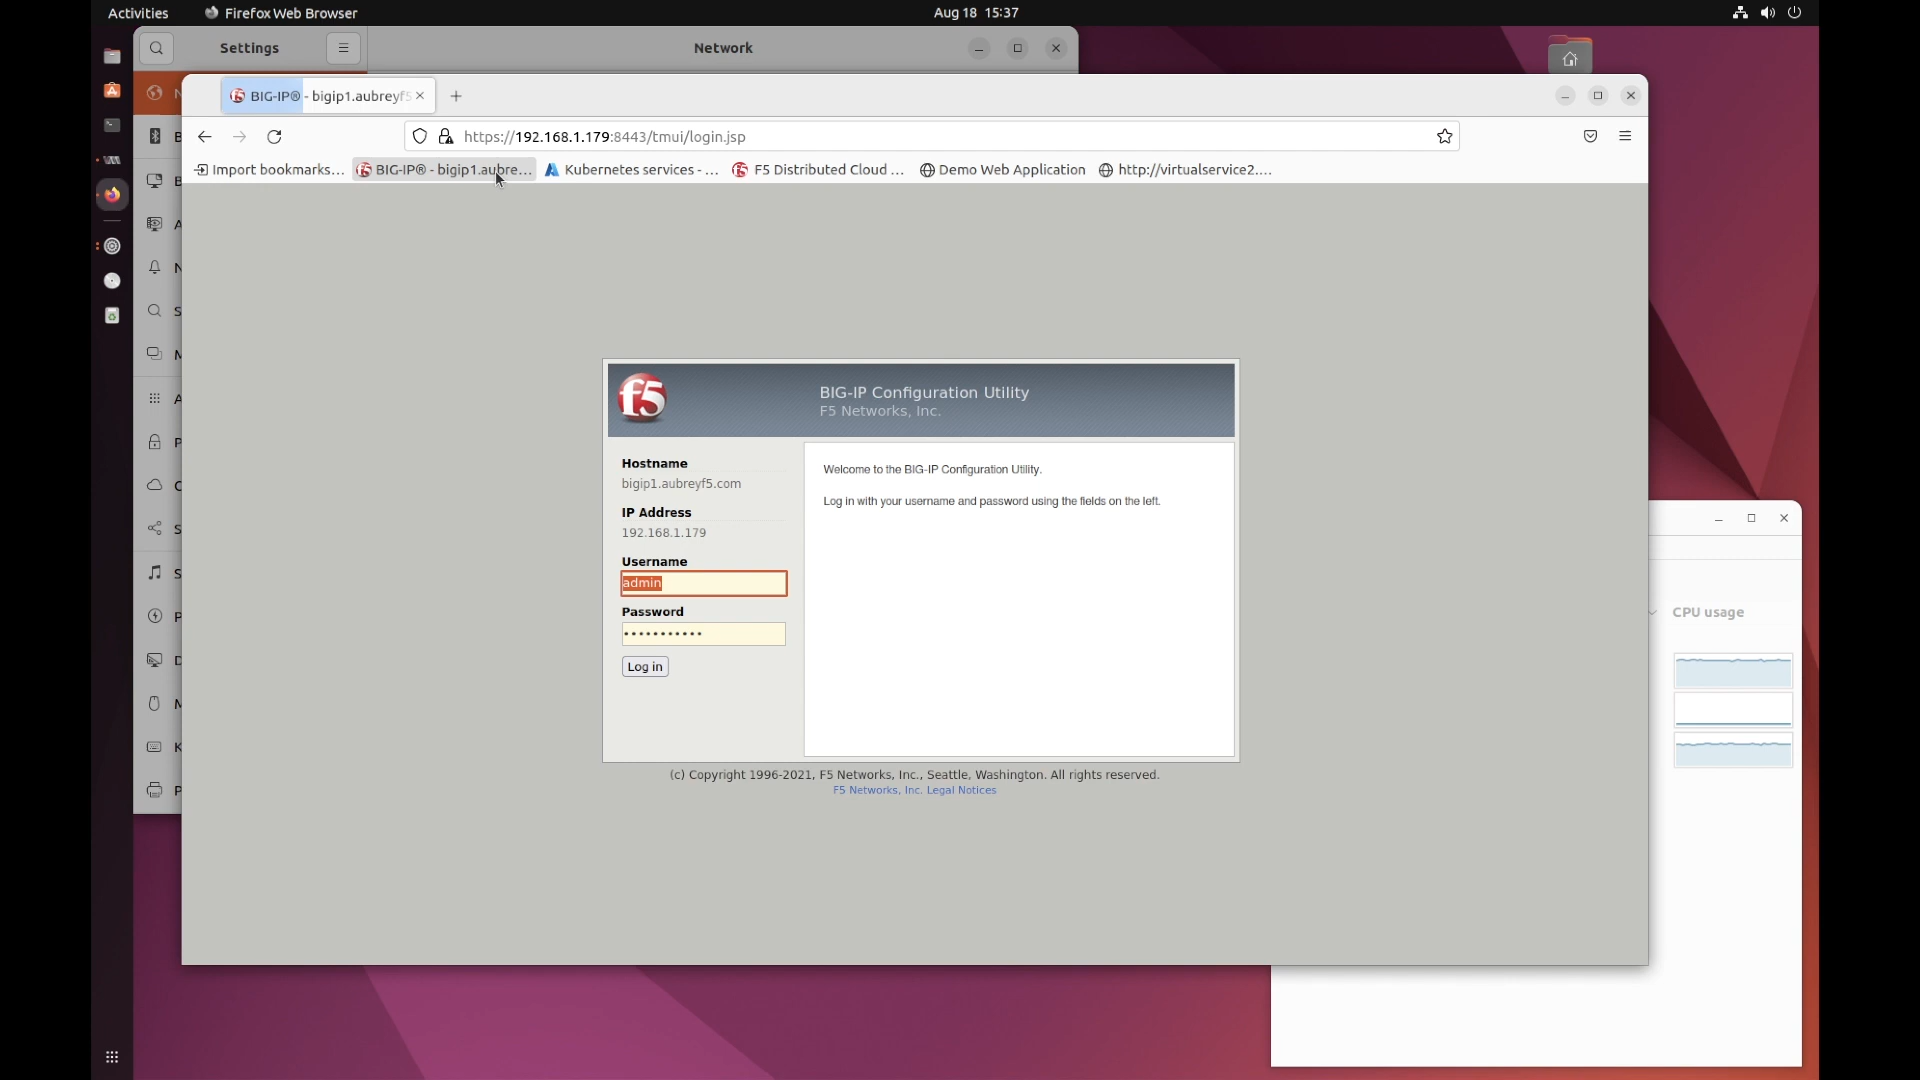 Activities
Firefox Web Browser
Aug 18 15:37
Settings
Network
BIG-IP® - bigip1.aubreyf5
https://192.168.1.179:8443/tmui/login.jsp
Import bookmarks...
BIG-IP® - bigip1.aubre...
Kubernetes services - ...
F5 Distributed Cloud ...
Demo Web Application
http://virtualservice2....
f5
BIG-IP Configuration Utility
F5 Networks, Inc.
Hostname
bigip1.aubreyf5.com
IP Address
192.168.1.179
Username
admin
Password
Log in
Welcome to the BIG-IP Configuration Utility.
Log in with your username and password using the fields on the left.
(c) Copyright 1996-2021, F5 Networks, Inc., Seattle, Washington. All rights reserved.
F5 Networks, Inc. Legal Notices
CPU usage